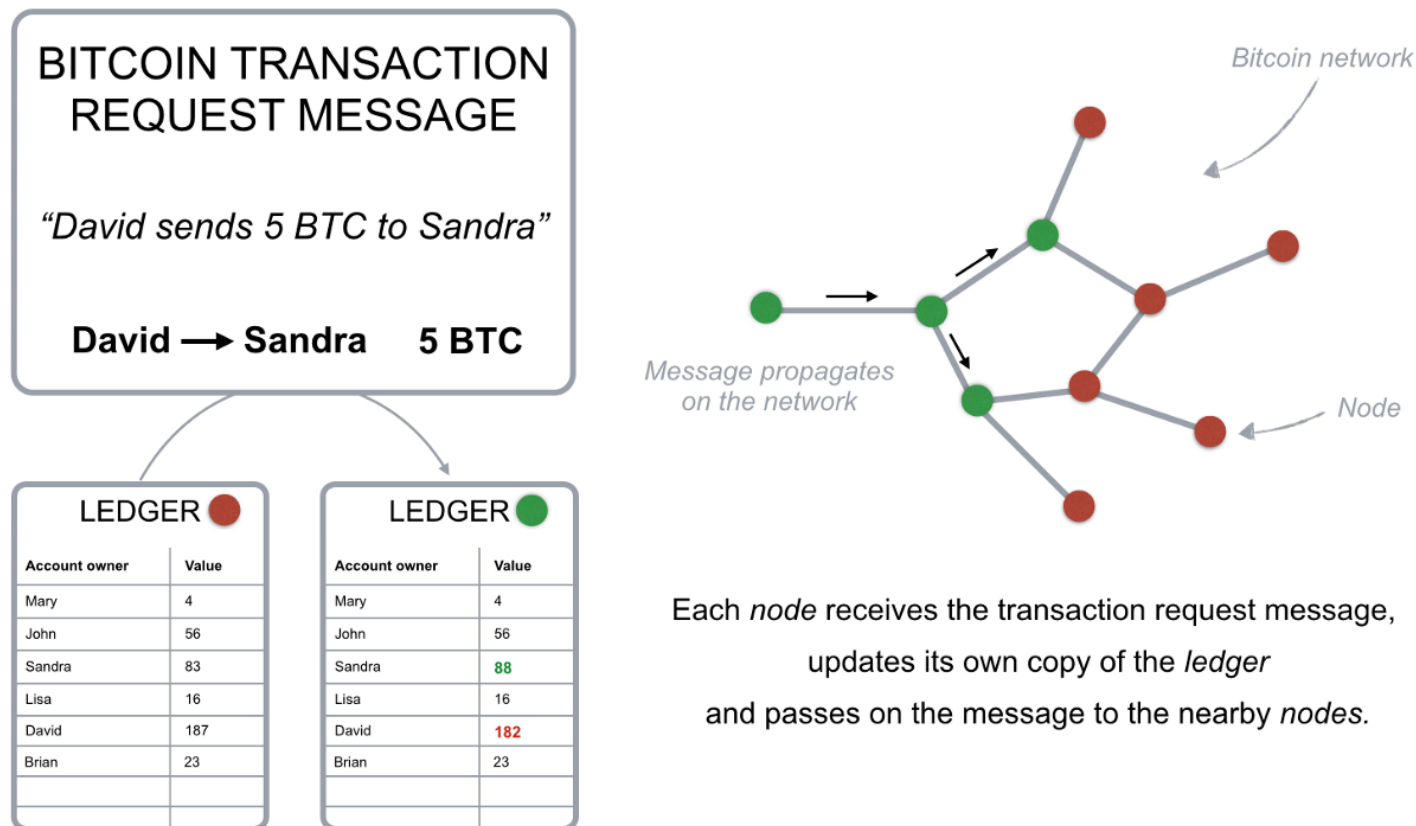 BITCOIN TRANSACTION
REQUEST MESSAGE
“David sends 5 BTC to Sandra”
David → Sandra 5 BTC
LEDGER
Account owner Value
Mary 4
John 56
Sandra 83
Lisa 16
David 187
Brian 23
LEDGER
Account owner Value
Mary 4
John 56
Sandra 88
Lisa 16
David 182
Brian 23
Bitcoin network
Message propagates
on the network
Node
Each node receives the transaction request message,
updates its own copy of the ledger
and passes on the message to the nearby nodes.